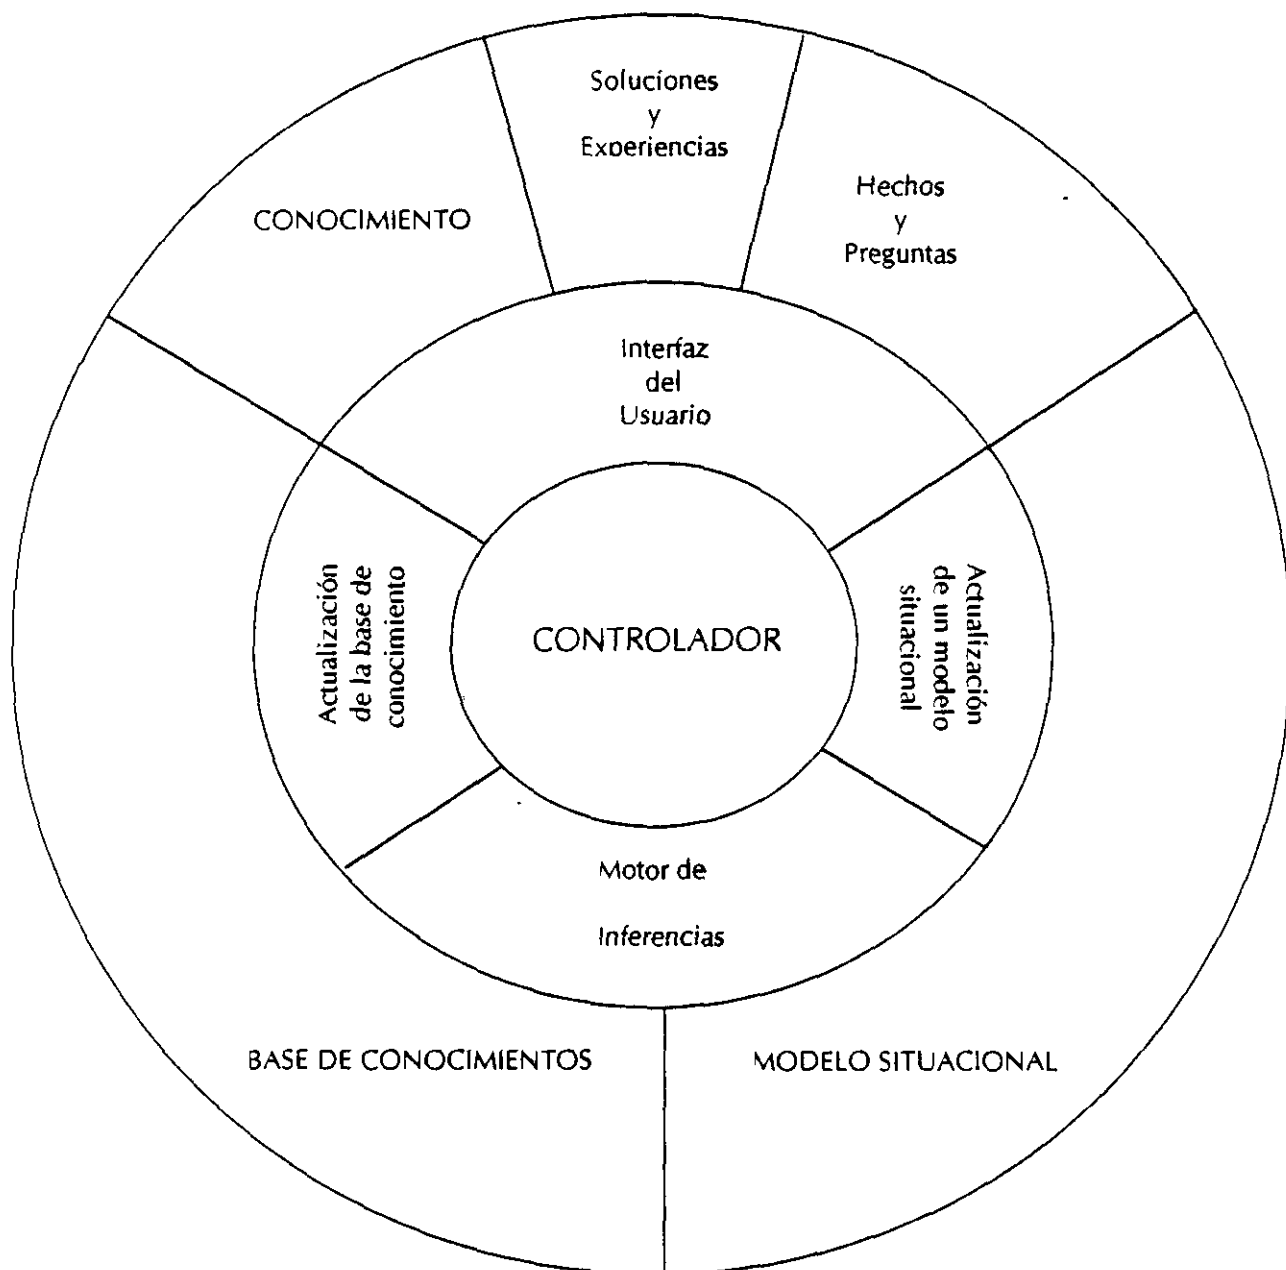 Soluciones
y
Experiencias
Hechos
y
Preguntas
CONOCIMIENTO
Interfaz
del
Usuario
Actualización
de la base de
conocimiento
CONTROLADOR
Actualización
de un modelo
situacional
Motor de
Inferencias
BASE DE CONOCIMIENTOS
MODELO SITUACIONAL